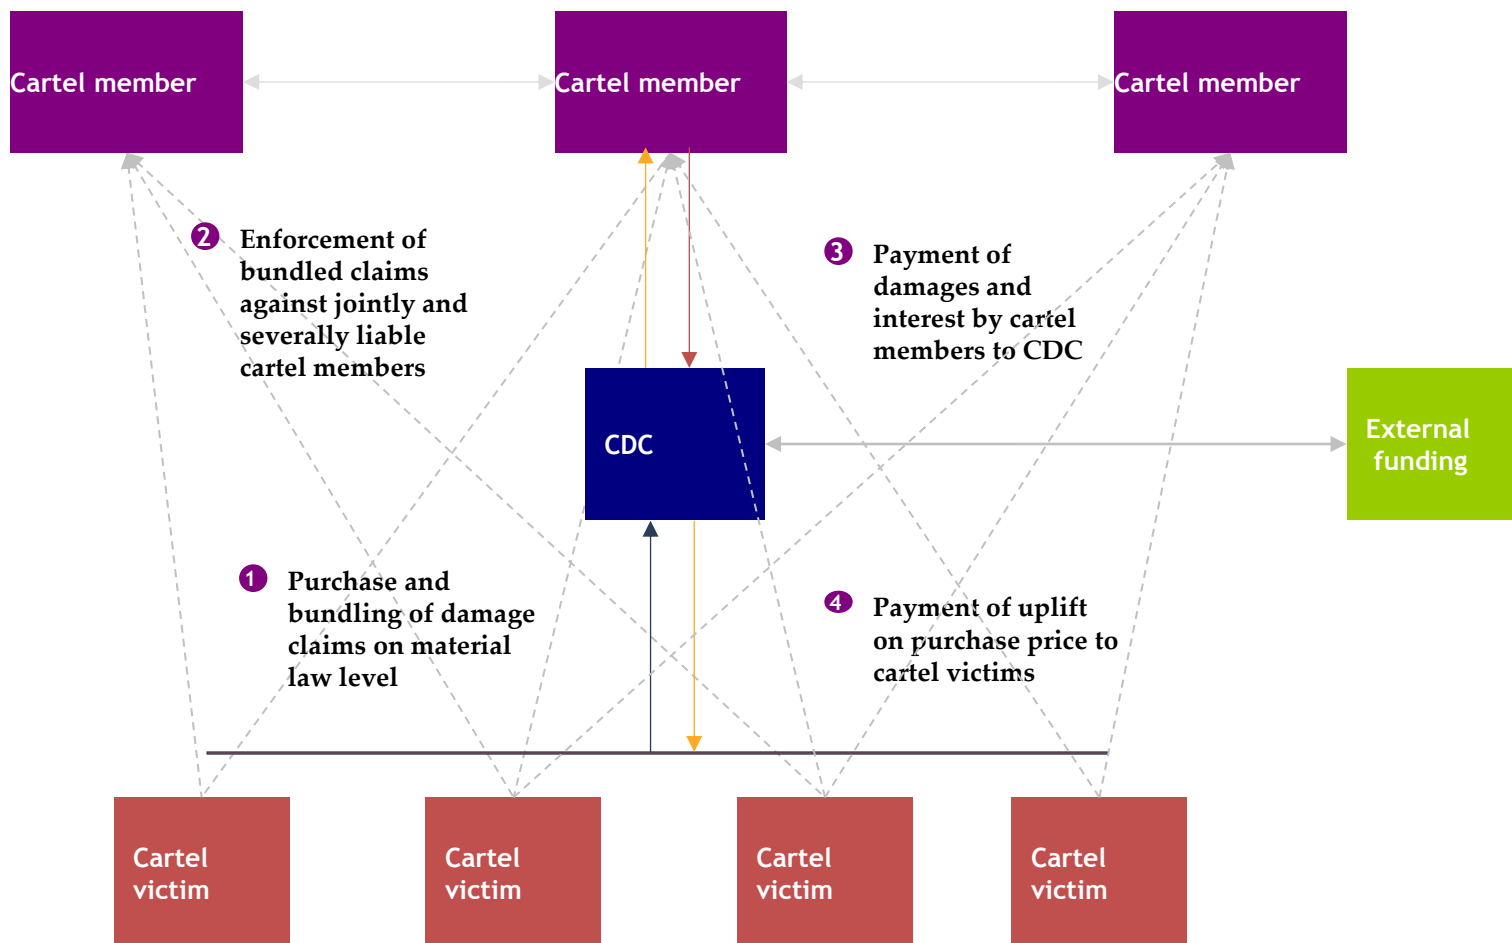 Cartel member
Cartel member
Cartel member
2
Enforcement of
bundled claims
against jointly and
severally liable
cartel members
3
Payment of
damages and
interest by cartel
members to CDC
CDC
External
funding
1
Purchase and
bundling of damage
claims on material
law level
4
Payment of uplift
on purchase price to
cartel victims
Cartel
victim
Cartel
victim
Cartel
victim
Cartel
victim